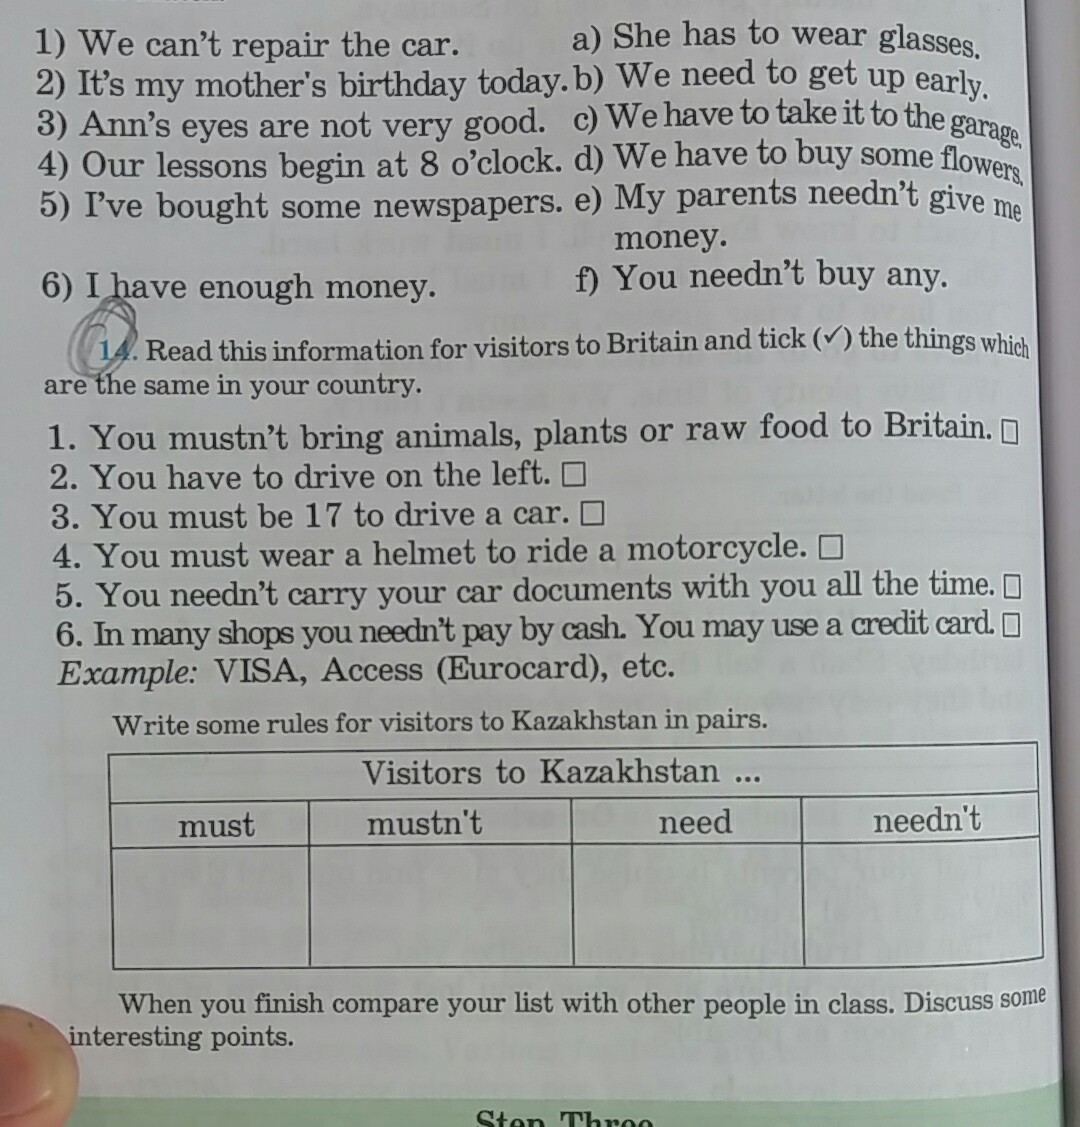 1) We can't repair the car. a) She has to wear glasses.
2) It's my mother's birthday today. b) We need to get up early.
3) Ann's eyes are not very good. c) We have to take it to the garage.
4) Our lessons begin at 8 o'clock. d) We have to buy some flowers.
5) I've bought some newspapers. e) My parents needn't give me
money.
6) I have enough money. f) You needn't buy any.
14. Read this information for visitors to Britain and tick (✓) the things which
are the same in your country.
1. You mustn't bring animals, plants or raw food to Britain. □
2. You have to drive on the left. □
3. You must be 17 to drive a car. □
4. You must wear a helmet to ride a motorcycle. □
5. You needn't carry your car documents with you all the time. □
6. In many shops you needn't pay by cash. You may use a credit card. □
Example: VISA, Access (Eurocard), etc.
Write some rules for visitors to Kazakhstan in pairs.
Visitors to Kazakhstan ...
must mustn't need needn't
When you finish compare your list with other people in class. Discuss some
interesting points.
Step Three